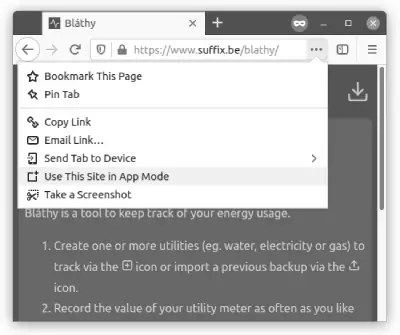 Bláthy
https://www.suffix.be/blathy/
Bookmark This Page
Pin Tab
Copy Link
Email Link...
Send Tab to Device
Use This Site in App Mode
Take a Screenshot
Bláthy is a tool to keep track of your energy usage.
1. Create one or more utilities (eg. water, electricity or gas) to
track via the icon or import a previous backup via the
icon.
2. Record the value of your utility meter as often as you like